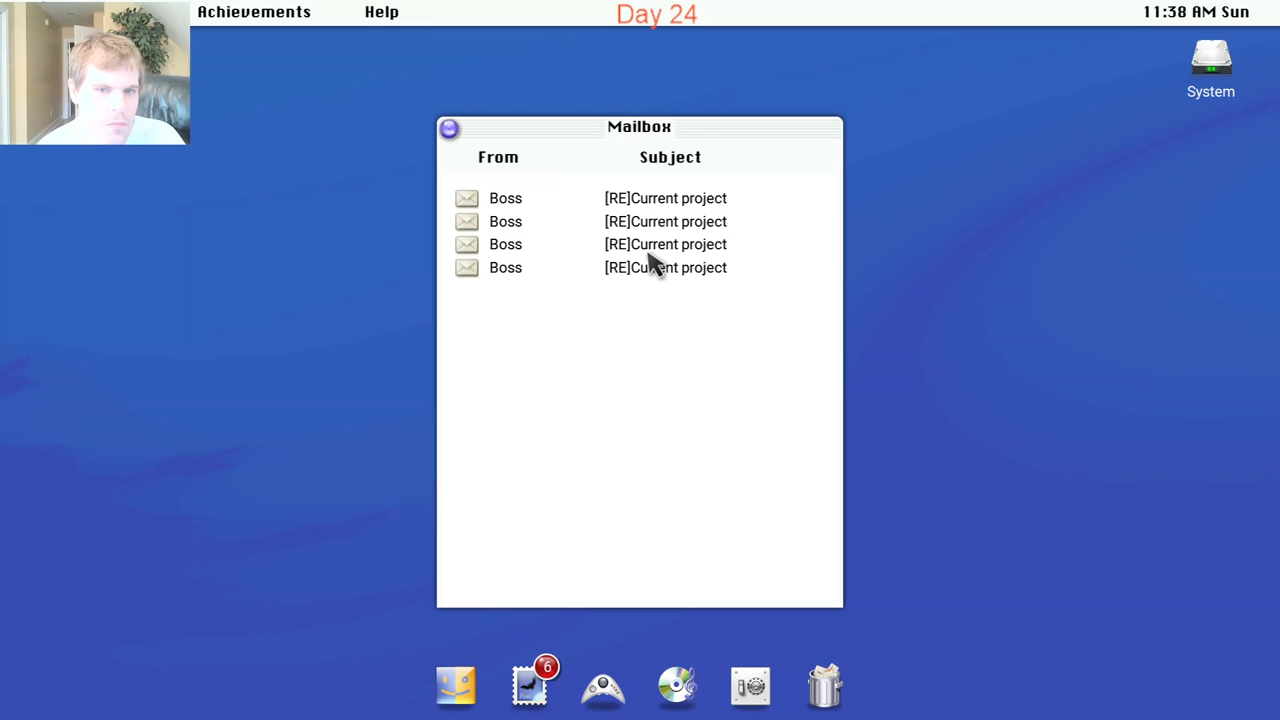 Achievements Help Day 24 11:38 AM Sun
System
Mailbox
From Subject
Boss [RE]Current project
Boss [RE]Current project
Boss [RE]Current project
Boss [RE]Current project
6